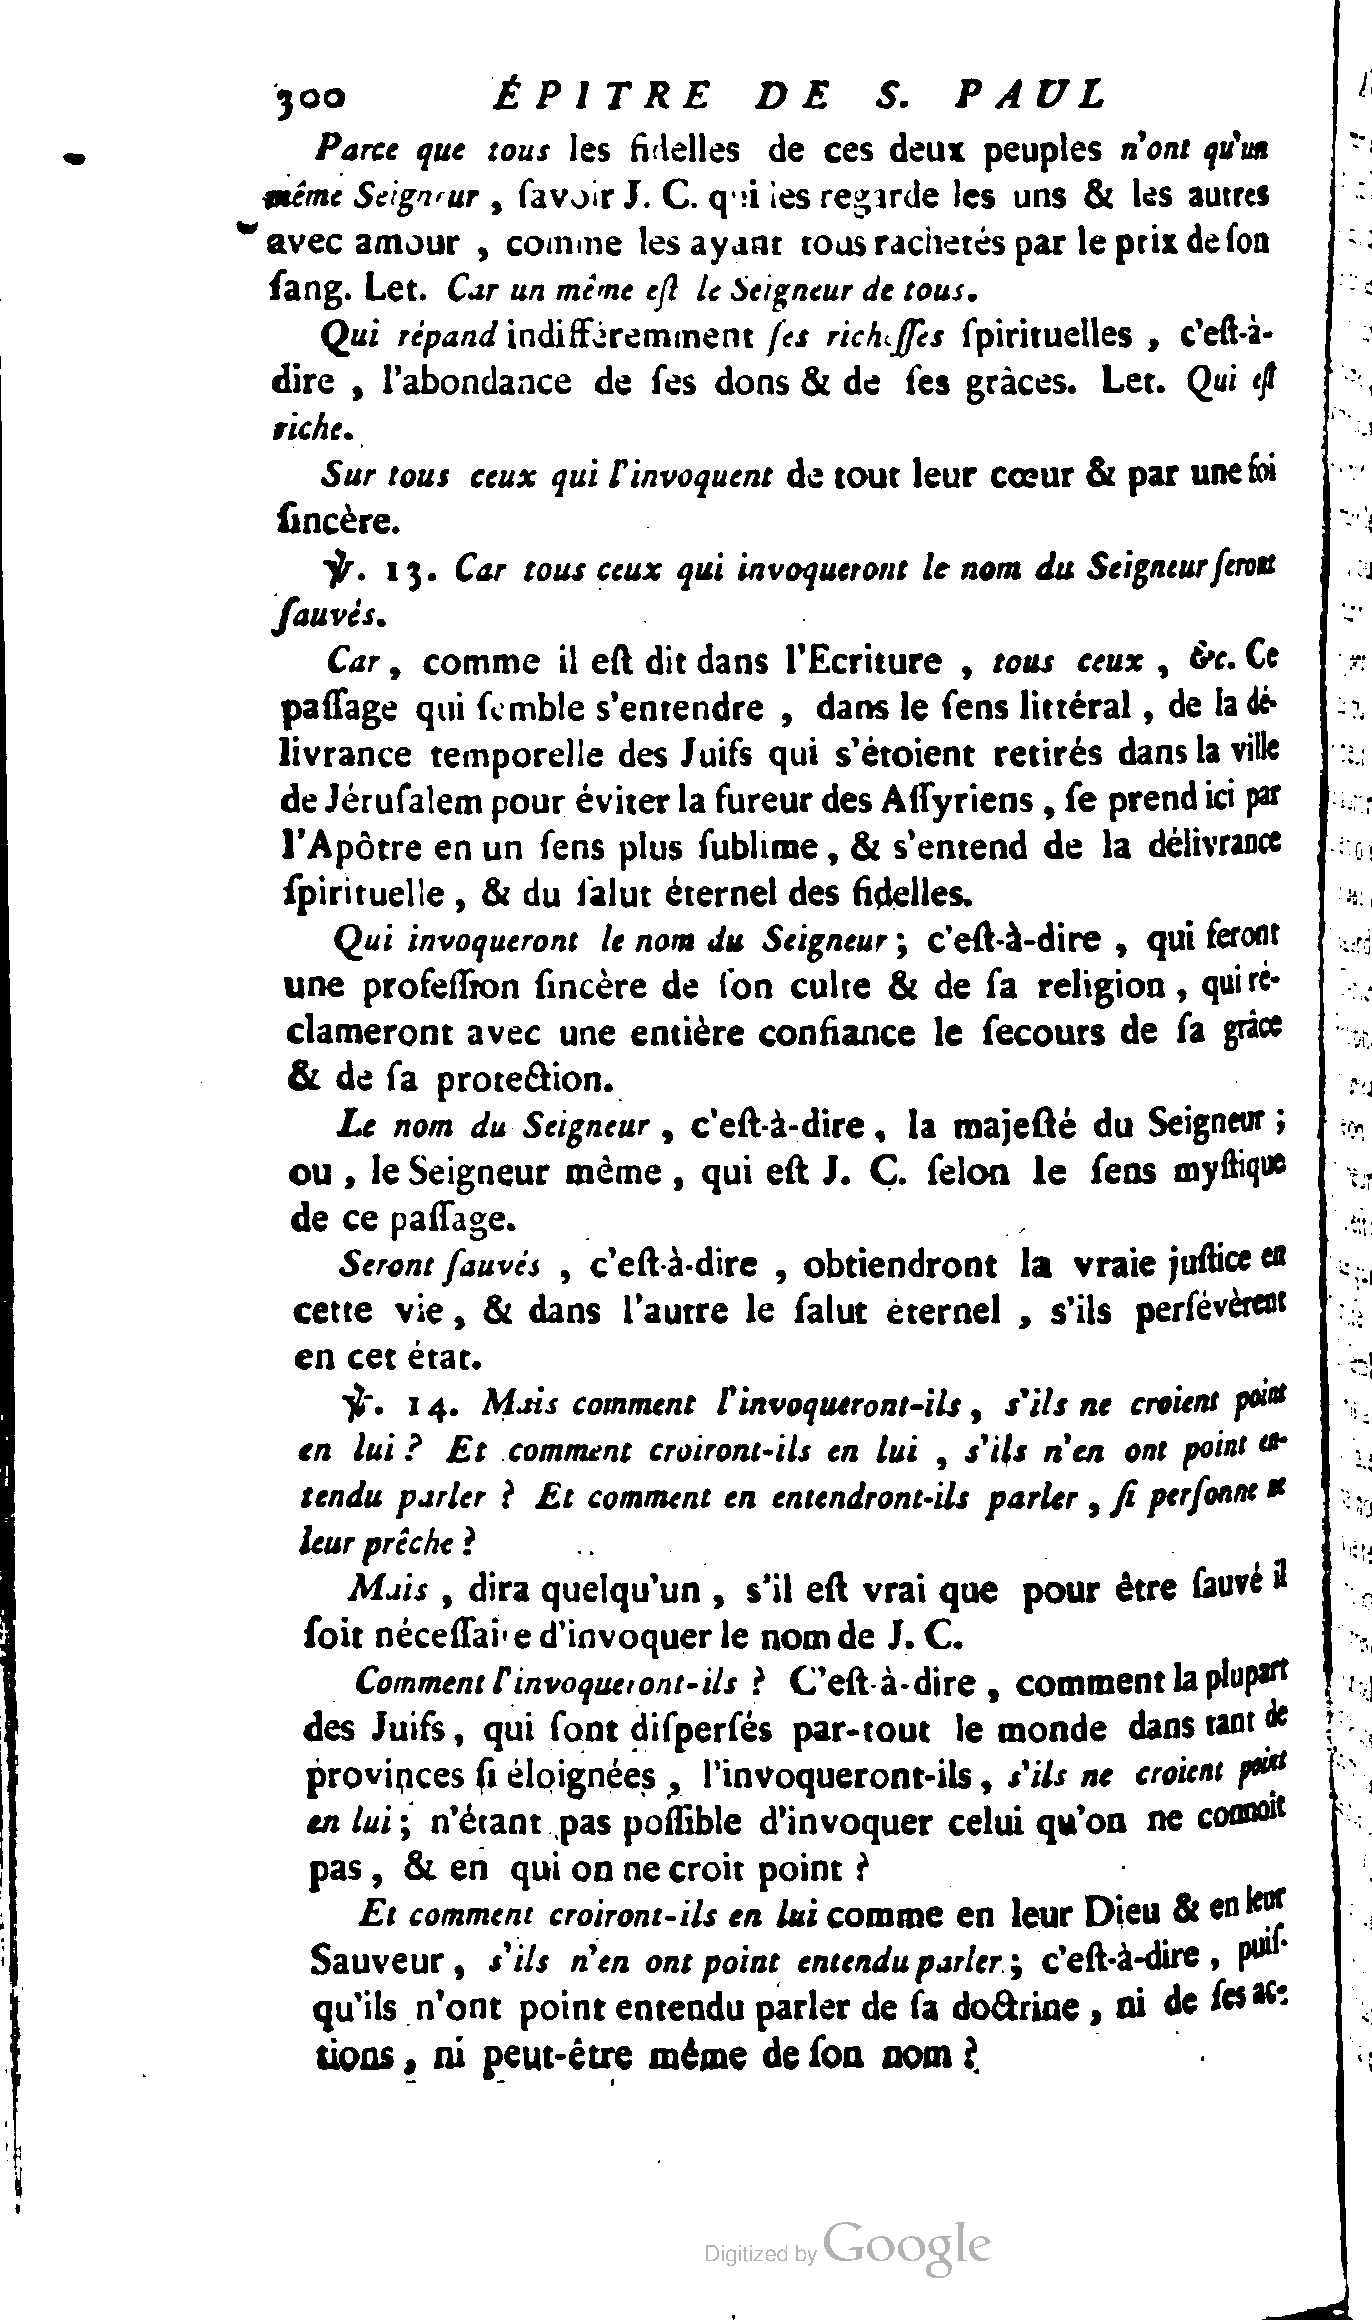 300 ÉPITRE DE S. PAUL
Parce que tous les fidelles de ces deux peuples n'ont qu'un
même Seigneur , ſavoir J. C. qui les regarde les uns & les autres
avec amour , comme les ayant tous rachetés par le prix de ſon
ſang. Let. Car un même eſt le Seigneur de tous.
Qui répand indifféremment ſes richeſſes ſpirituelles , c'eſt-à-
dire , l'abondance de ſes dons & de ſes grâces. Let. Qui eſt
riche.
Sur tous ceux qui l'invoquent de tout leur cœur & par une foi
ſincère.
℣. 13. Car tous ceux qui invoqueront le nom du Seigneur ſeront
ſauvés.
Car , comme il eſt dit dans l'Ecriture , tous ceux , &c. Ce
paſſage qui ſemble s'entendre , dans le ſens littéral , de la dé-
livrance temporelle des Juifs qui s'étoient retirés dans la ville
de Jéruſalem pour éviter la fureur des Aſſyriens , ſe prend ici par
l'Apôtre en un ſens plus ſublime , & s'entend de la délivrance
ſpirituelle , & du ſalut éternel des fidelles.
Qui invoqueront le nom du Seigneur ; c'eſt-à-dire , qui feront
une profeſſion ſincère de ſon culte & de ſa religion , qui ré-
clameront avec une entière confiance le ſecours de ſa grâce
& de ſa protection.
Le nom du Seigneur , c'eſt-à-dire , la majeſté du Seigneur ;
ou , le Seigneur même , qui eſt J. C. ſelon le ſens myſtique
de ce paſſage.
Seront ſauvés , c'eſt-à-dire , obtiendront la vraie juſtice en
cette vie , & dans l'autre le ſalut éternel , s'ils perſévèrent
en cet état.
℣. 14. Mais comment l'invoqueront-ils , s'ils ne croient point
en lui ? Et comment croiront-ils en lui , s'ils n'en ont point en-
tendu parler ? Et comment en entendront-ils parler , ſi perſonne ne
leur prêche ?
Mais , dira quelqu'un , s'il eſt vrai que pour être ſauvé il
ſoit néceſſaire d'invoquer le nom de J. C.
Comment l'invoqueront-ils ? C'eſt-à-dire , comment la plupart
des Juifs , qui ſont diſperſés par-tout le monde dans tant de
provinces ſi éloignées , l'invoqueront-ils , s'ils ne croient point
en lui ; n'étant pas poſſible d'invoquer celui qu'on ne connoit
pas , & en qui on ne croit point ?
Et comment croiront-ils en lui comme en leur Dieu & en leur
Sauveur , s'ils n'en ont point entendu parler ; c'eſt-à-dire , puiſ-
qu'ils n'ont point entendu parler de ſa doctrine , ni de ſes ac-
tions , ni peut-être même de ſon nom ?
Digitized by Google